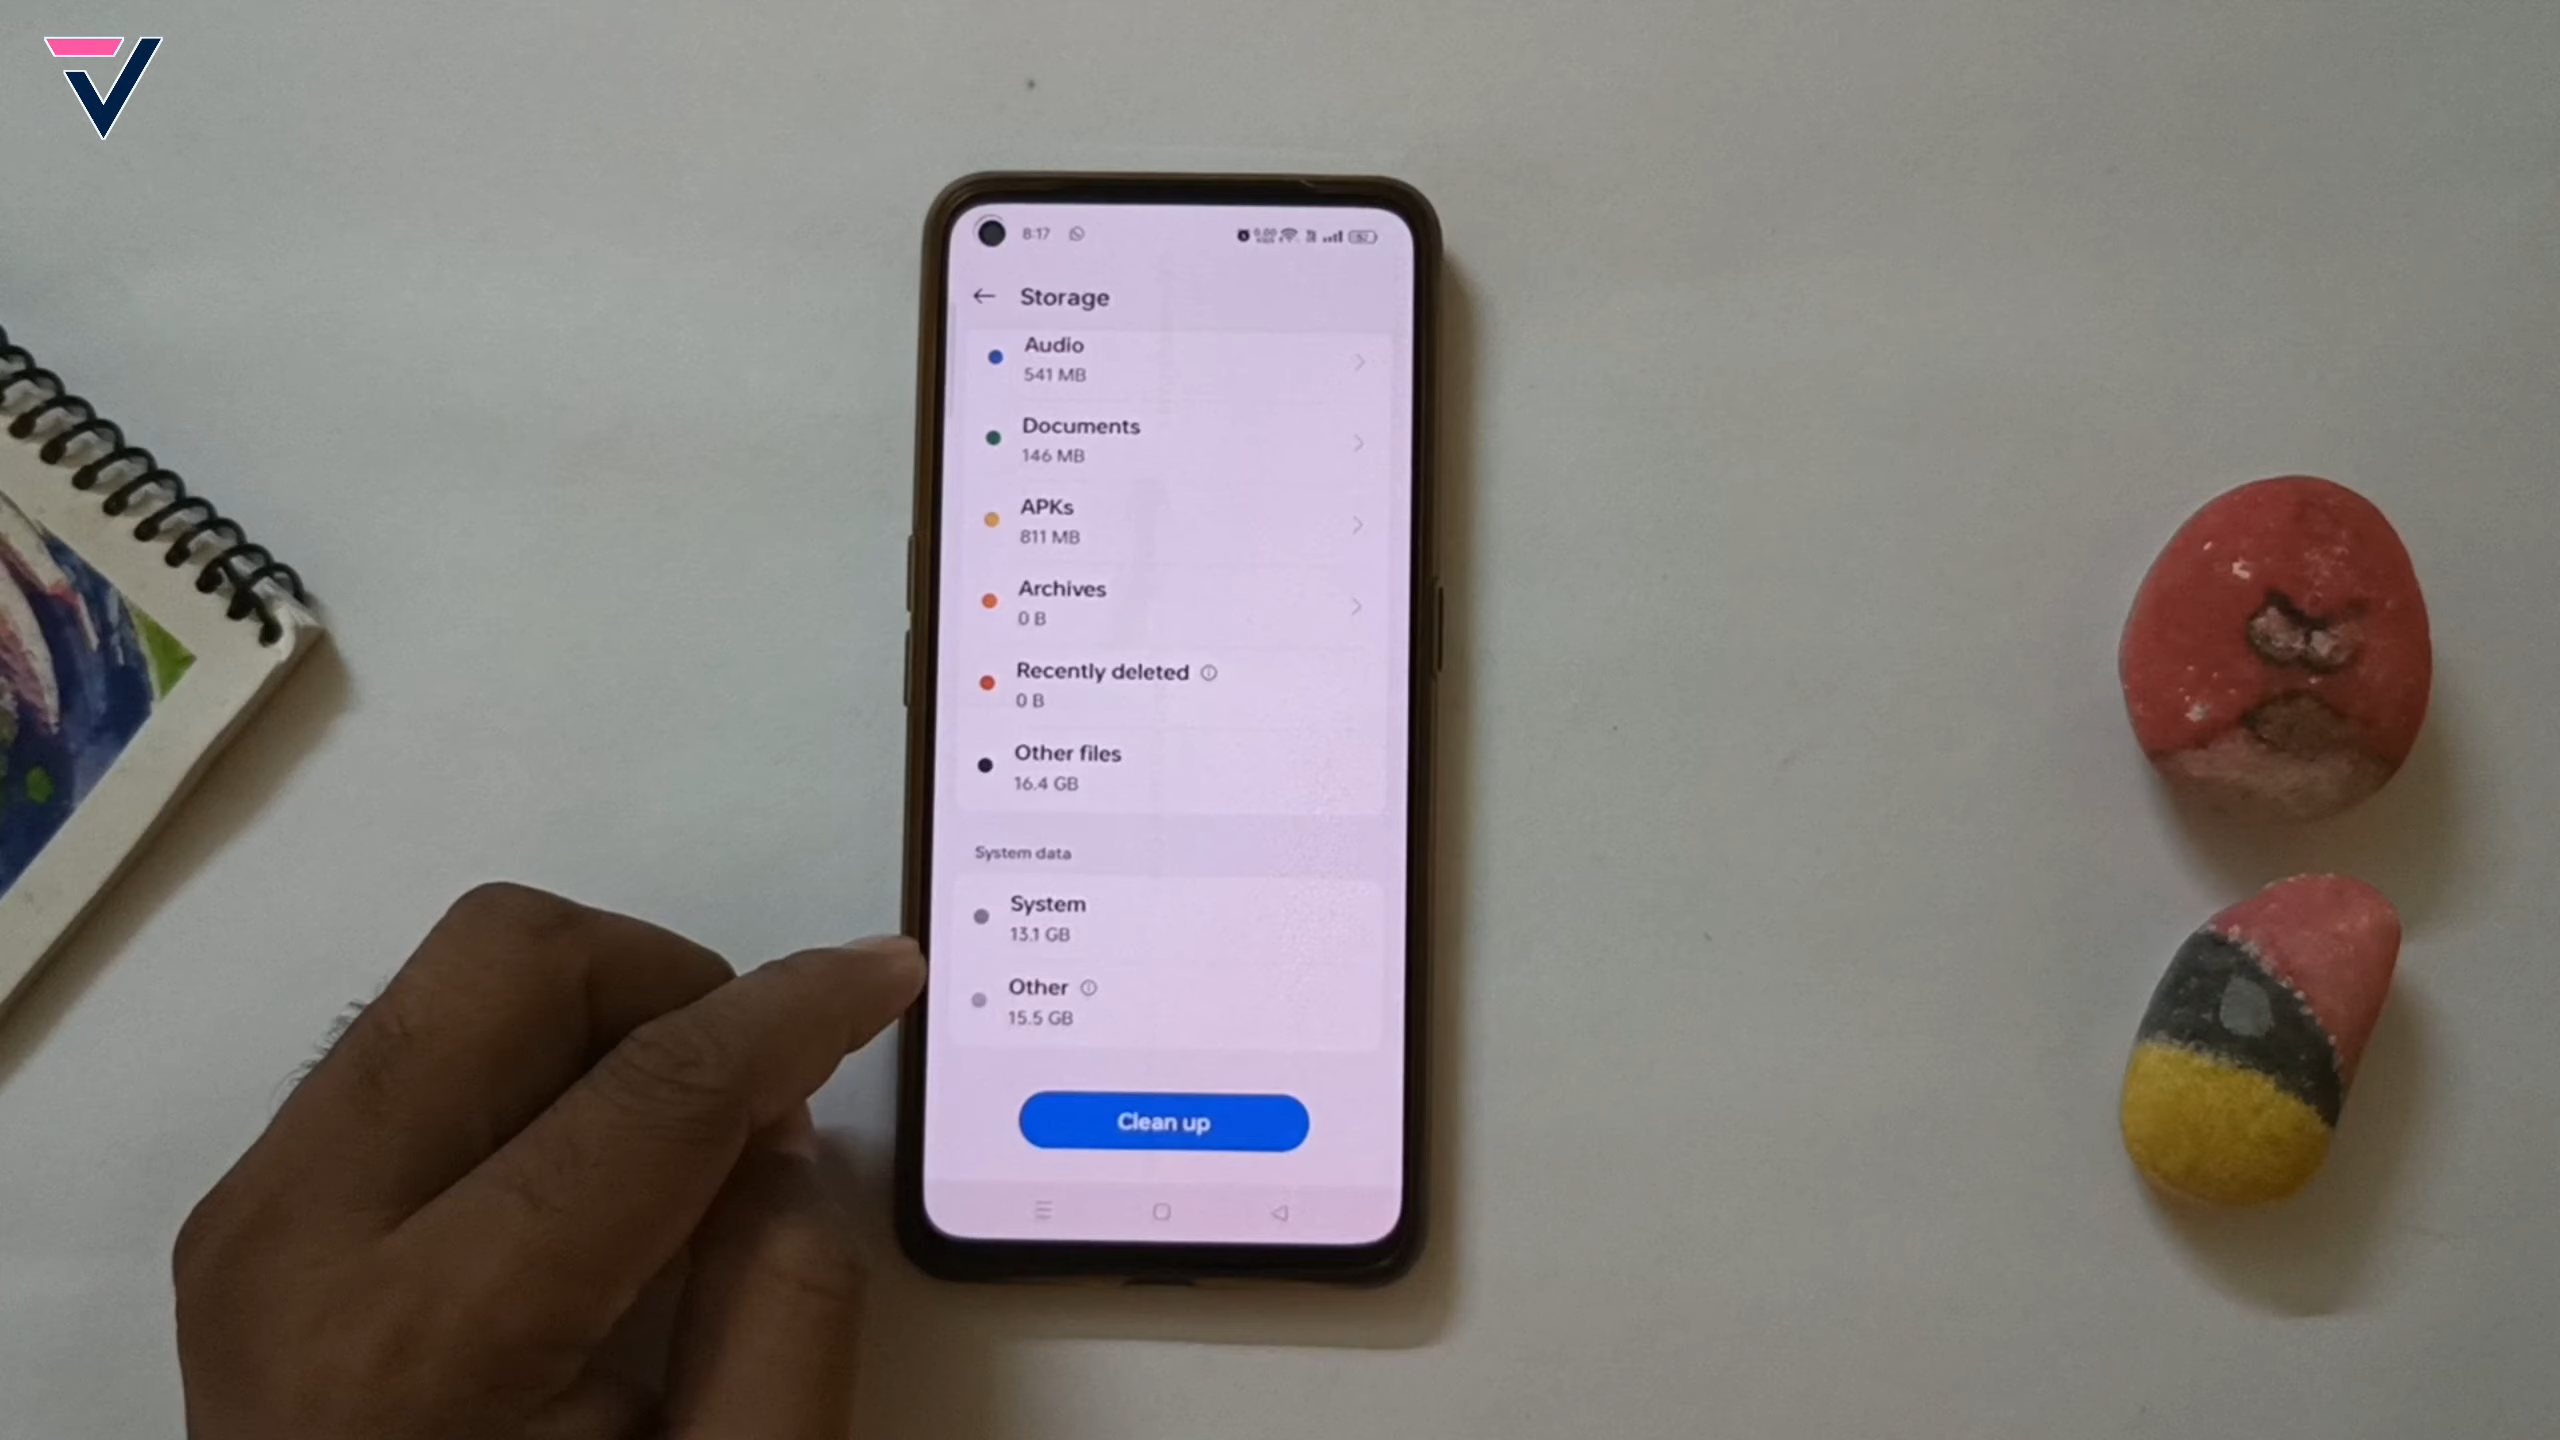 8:17
Storage
Audio
541 MB
Documents
146 MB
APKs
811 MB
Archives
0 B
Recently deleted
0 B
Other files
16.4 GB
System data
System
13.1 GB
Other
15.5 GB
Clean up